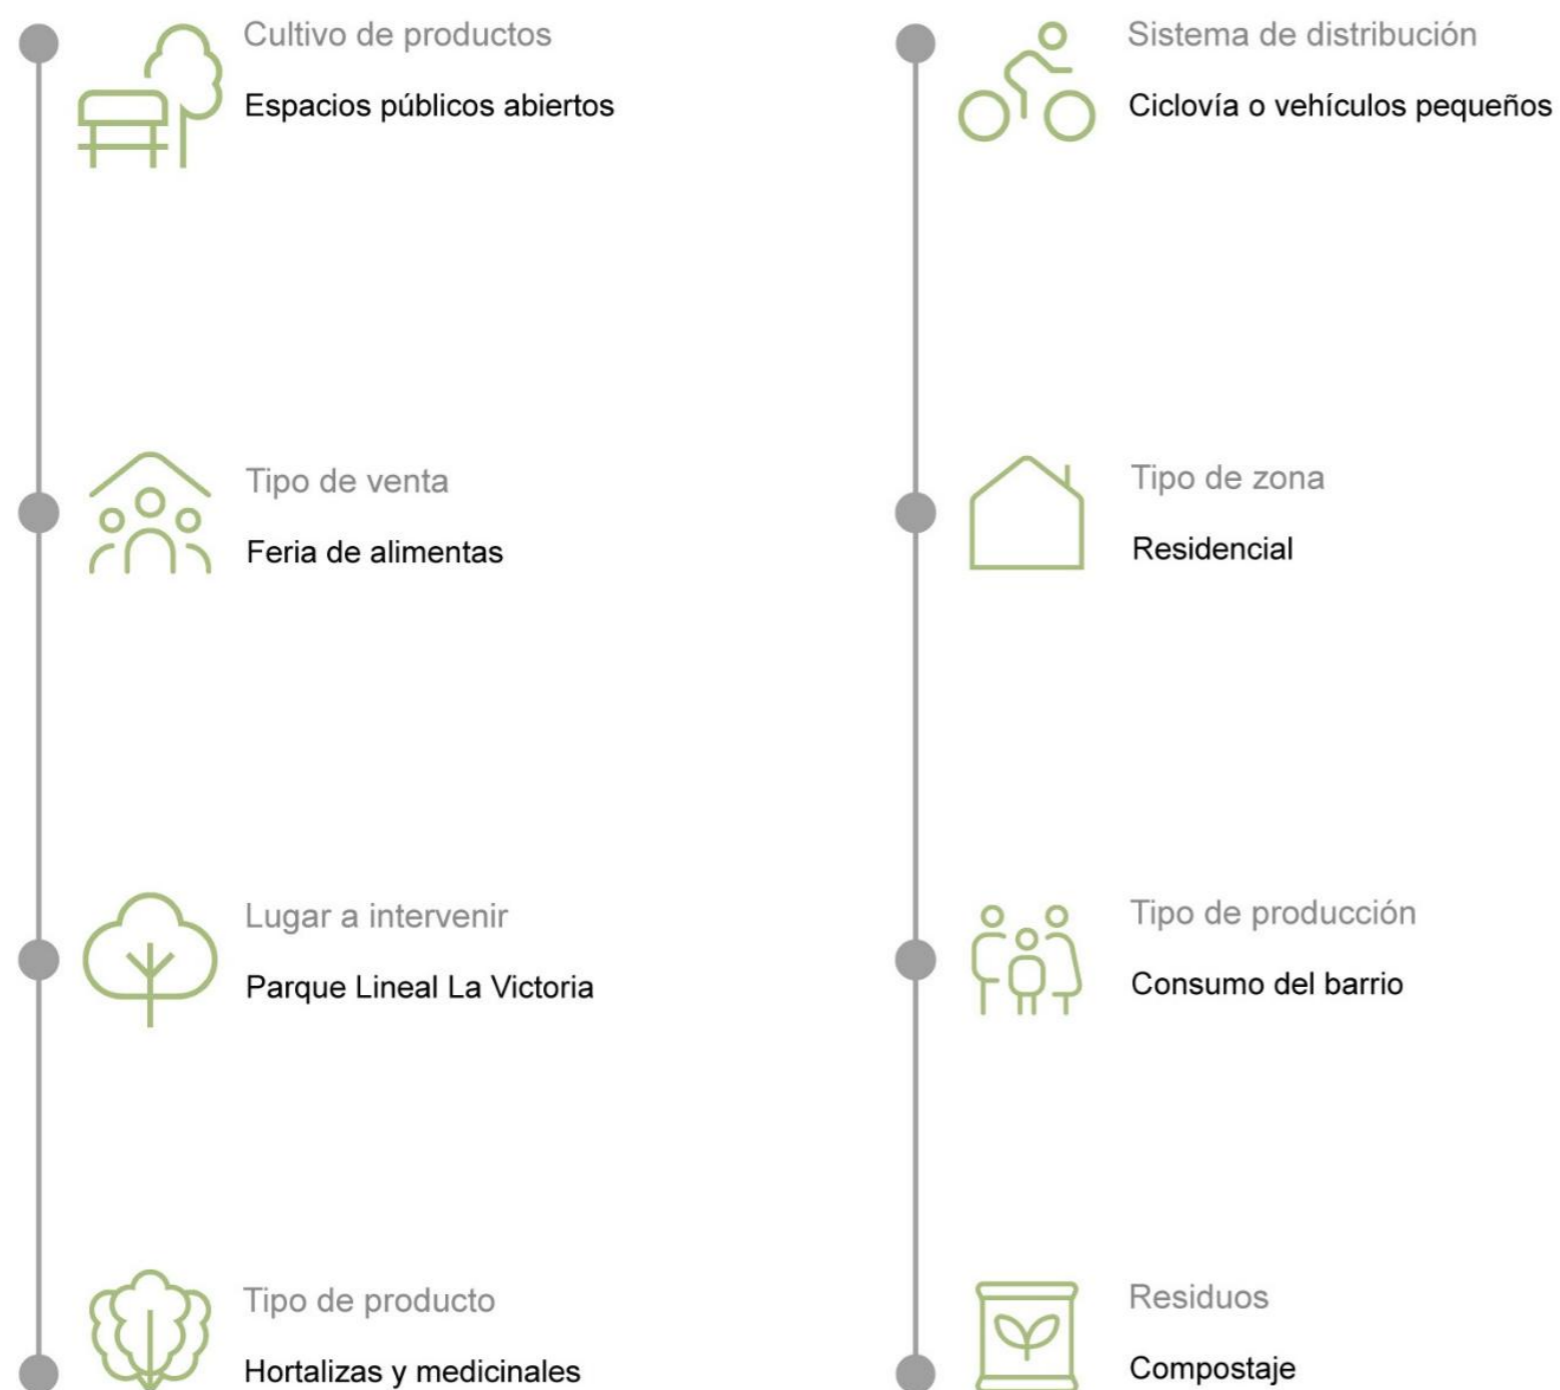 Cultivo de productos
Espacios públicos abiertos
Tipo de venta
Feria de alimentas
Lugar a intervenir
Parque Lineal La Victoria
Tipo de producto
Hortalizas y medicinales
Sistema de distribución
Ciclovía o vehículos pequeños
Tipo de zona
Residencial
Tipo de producción
Consumo del barrio
Residuos
Compostaje